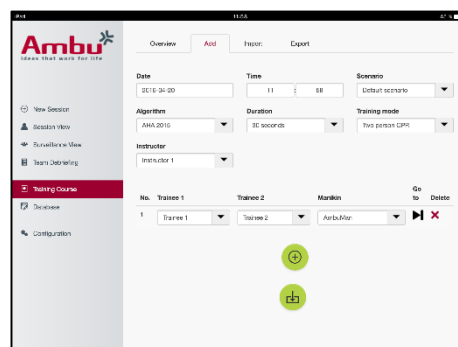 iPad 11:58
Ambu
Ideas that work for life
Overview Add Import Export
Date Time Scenario
2016-04-20 11 : 58 Default scenario
New Session
Session View
Surveillance View
Team Debriefing
Training Course
Database
Configuration
Algorithm Duration Training mode
AHA 2015 30 seconds Two person CPR
Instructor
Instructor 1
No. Trainee 1 Trainee 2 Manikin Go to Delete
1 Trainee 1 Trainee 2 AmbuMan